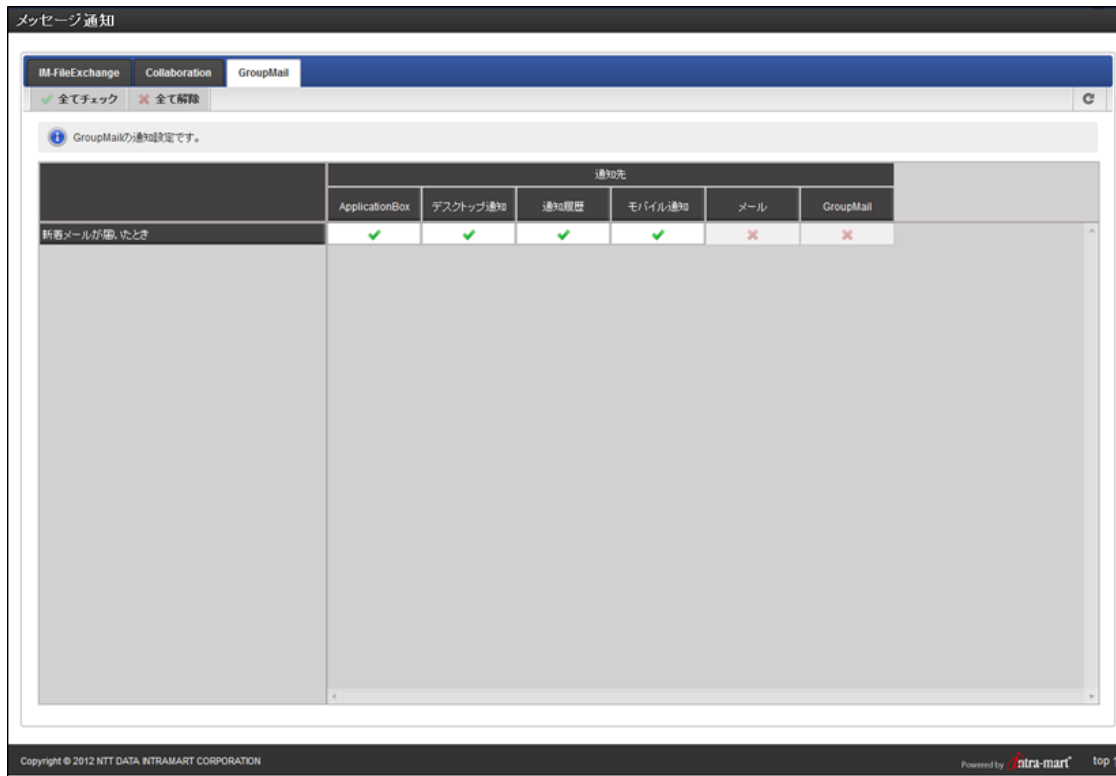 メッセージ通知
IM-FileExchange Collaboration GroupMail
全てチェック 全て解除
GroupMailの通知設定です。
通知先
ApplicationBox デスクトップ通知 通知履歴 モバイル通知 メール GroupMail
新着メールが届いたとき
Copyright © 2012 NTT DATA INTRAMART CORPORATION
Powered by intra-mart top